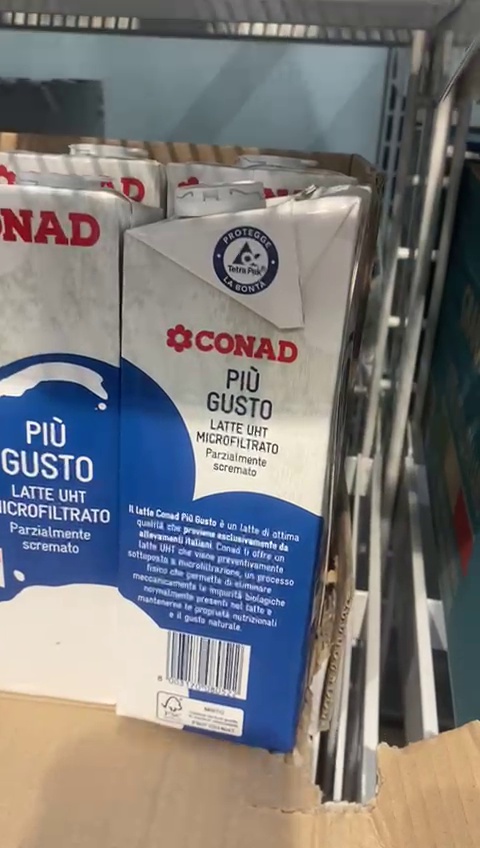 CONAD
CONAD
NAD
PROTEGGE
Tetra Pak®
LA BONTÀ
CONAD
PIÙ
GUSTO
LATTE UHT
MICROFILTRATO
Parzialmente
scremato
PIÙ
GUSTO
LATTE UHT
MICROFILTRATO
Parzialmente
scremato
Il latte Conad Più Gusto è un latte di ottima
qualità che proviene esclusivamente da
allevamenti italiani. Conad ti offre un
latte UHT che viene preventivamente
sottoposto a microfiltrazione, un processo
fisico che permette di eliminare
meccanicamente le impurità biologiche
normalmente presenti nel latte e
mantenerne le proprietà nutrizionali
e il gusto naturale.
FSC